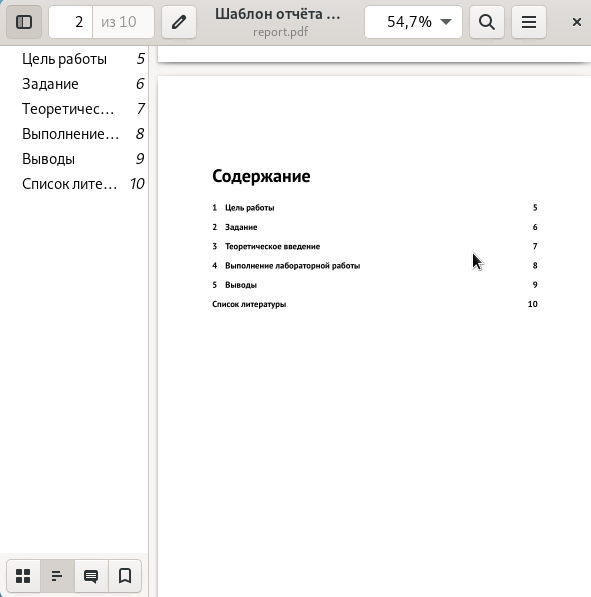 2 из 10
Шаблон отчёта ...
report.pdf
54,7%
Цель работы 5
Задание 6
Теоретичес... 7
Выполнение... 8
Выводы 9
Список лите... 10
Содержание
1 Цель работы 5
2 Задание 6
3 Теоретическое введение 7
4 Выполнение лабораторной работы 8
5 Выводы 9
Список литературы 10